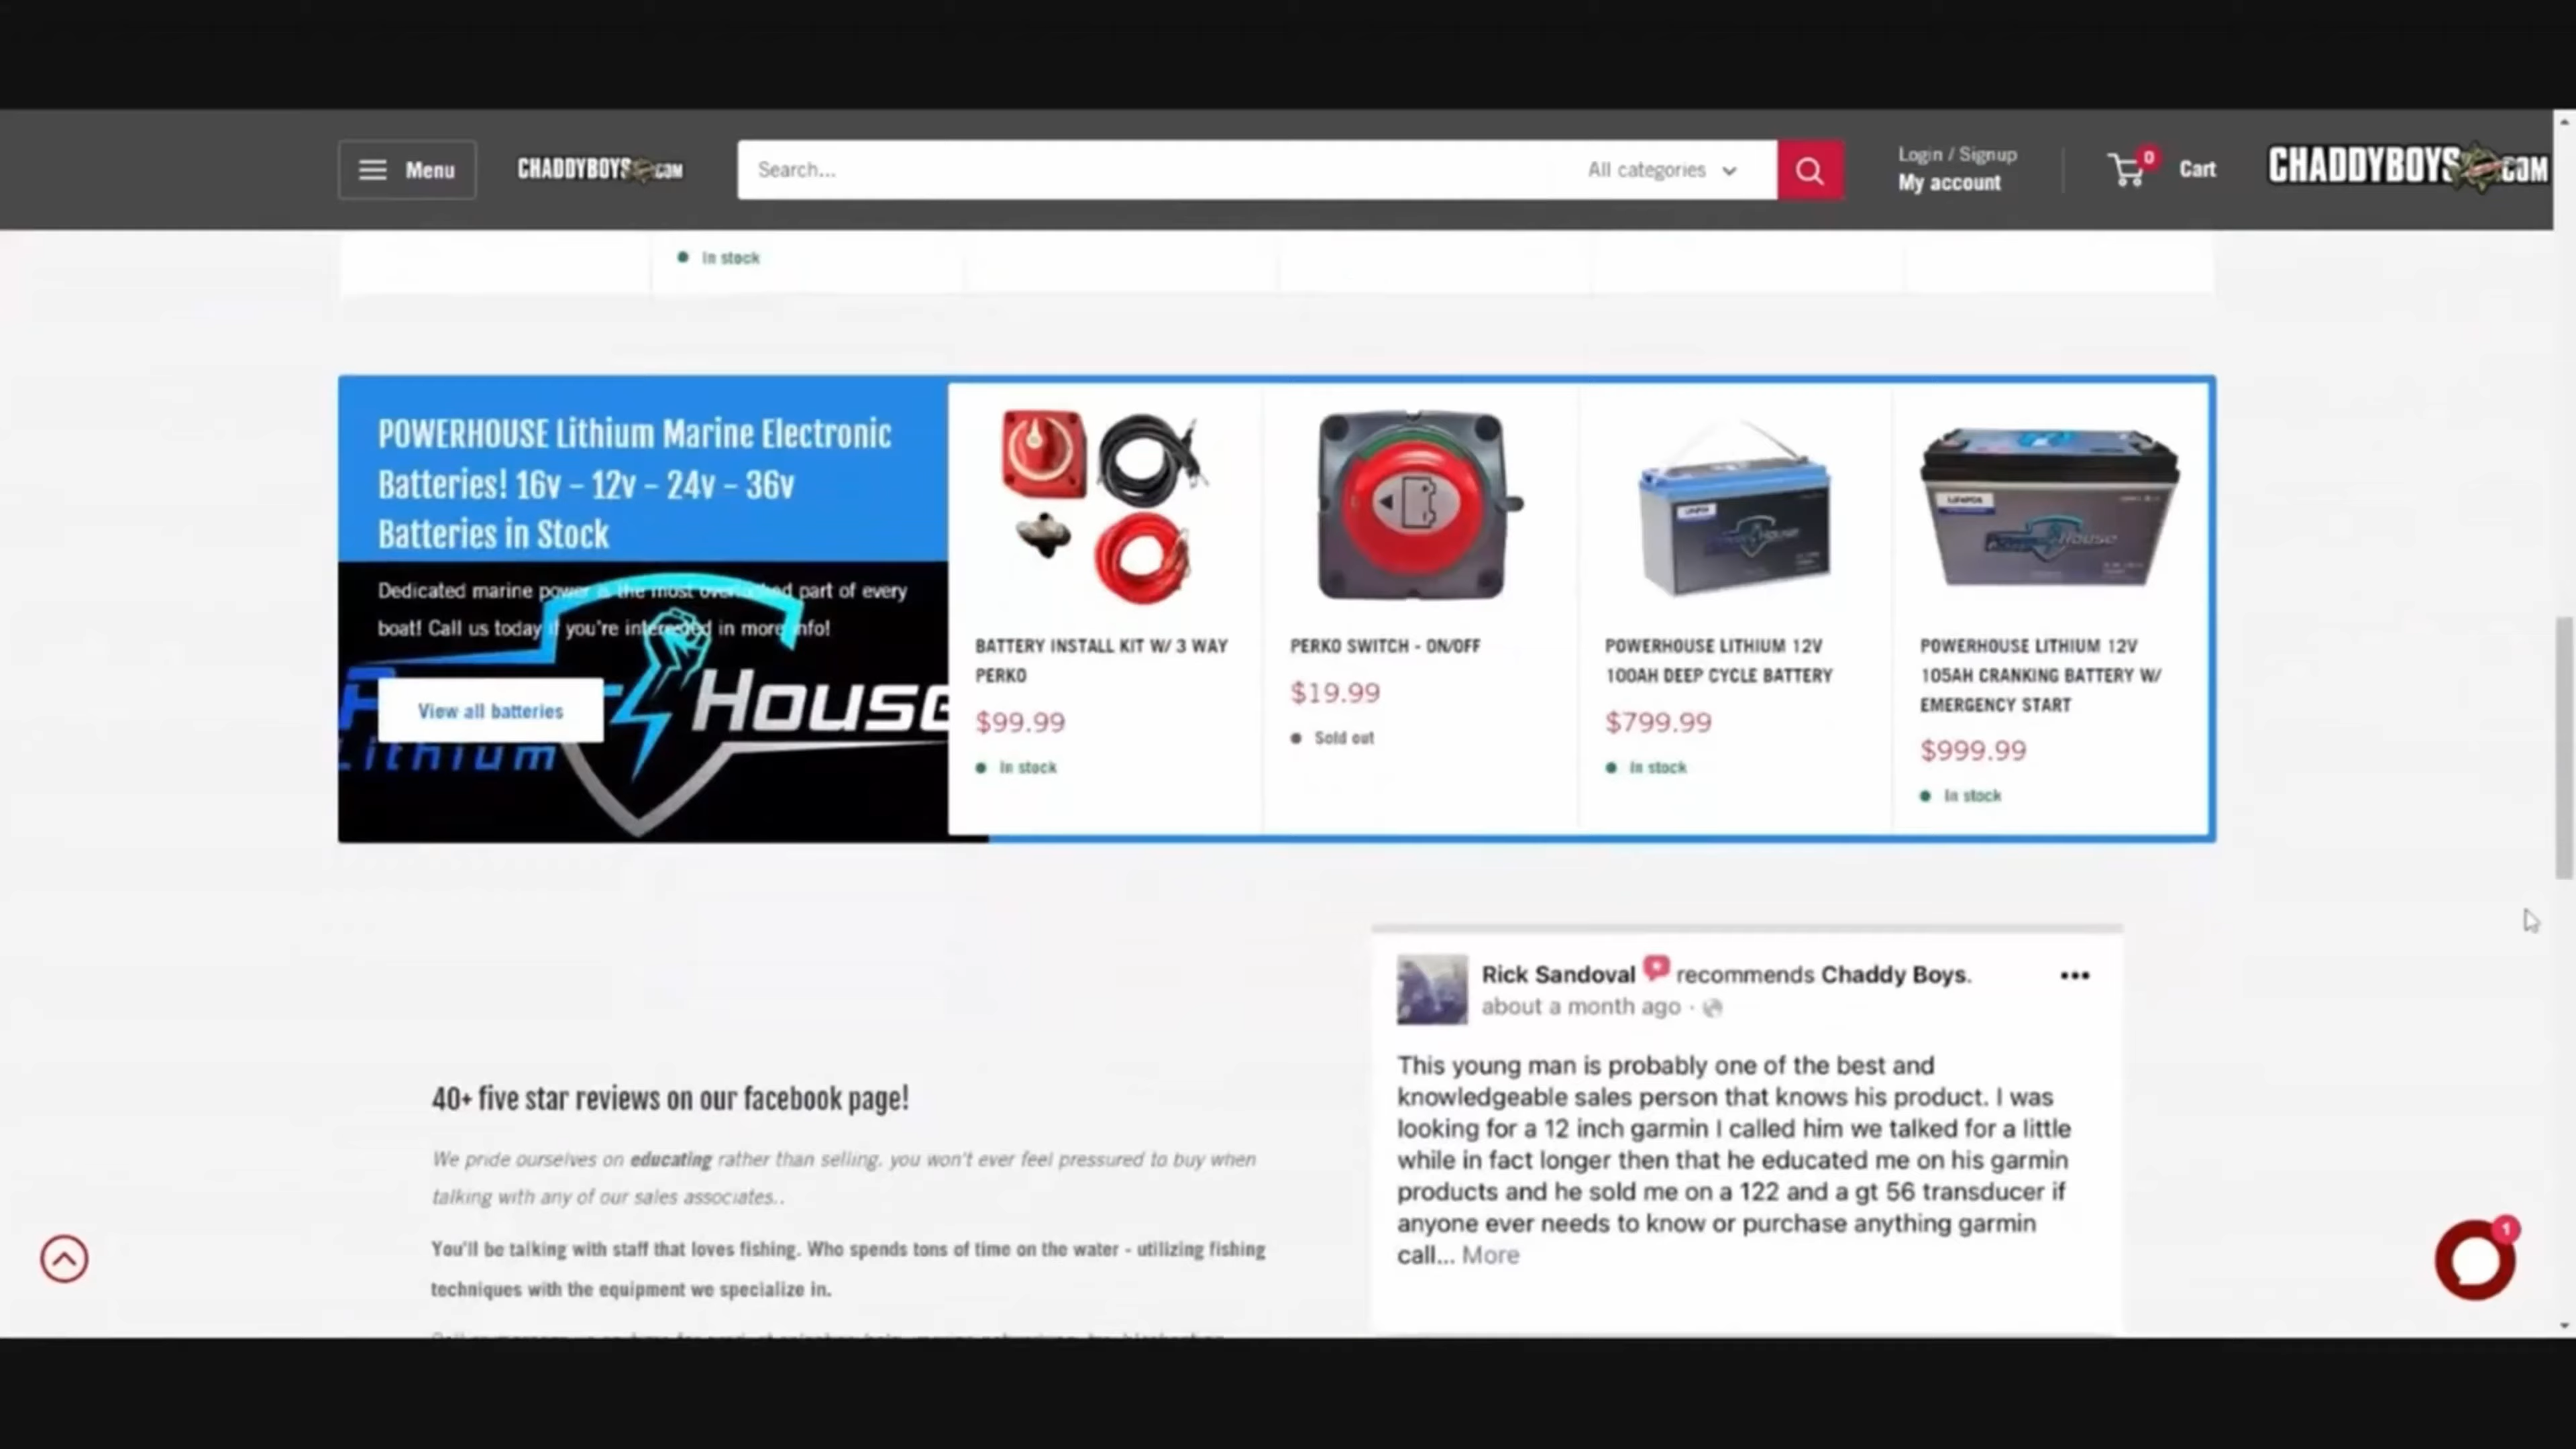 Menu
CHADDYBOYS.COM
Search...
All categories
Login / Signup
My account
0
Cart
CHADDYBOYS.COM
In stock
POWERHOUSE Lithium Marine Electronic
Batteries! 16v - 12v - 24v - 36v
Batteries in Stock
Dedicated marine power is the most overlooked part of every
boat! Call us today if you're interested in more info!
View all batteries
House
Lithium
BATTERY INSTALL KIT W/ 3 WAY
PERKO
$99.99
In stock
PERKO SWITCH - ON/OFF
$19.99
Sold out
POWERHOUSE LITHIUM 12V
100AH DEEP CYCLE BATTERY
$799.99
In stock
POWERHOUSE LITHIUM 12V
105AH CRANKING BATTERY W/
EMERGENCY START
$999.99
In stock
40+ five star reviews on our facebook page!
We pride ourselves on educating rather than selling. you won't ever feel pressured to buy when
talking with any of our sales associates..
You'll be talking with staff that loves fishing. Who spends tons of time on the water - utilizing fishing
techniques with the equipment we specialize in.
Rick Sandoval recommends Chaddy Boys.
about a month ago ·
This young man is probably one of the best and
knowledgeable sales person that knows his product. I was
looking for a 12 inch garmin I called him we talked for a little
while in fact longer then that he educated me on his garmin
products and he sold me on a 122 and a gt 56 transducer if
anyone ever needs to know or purchase anything garmin
call... More
1